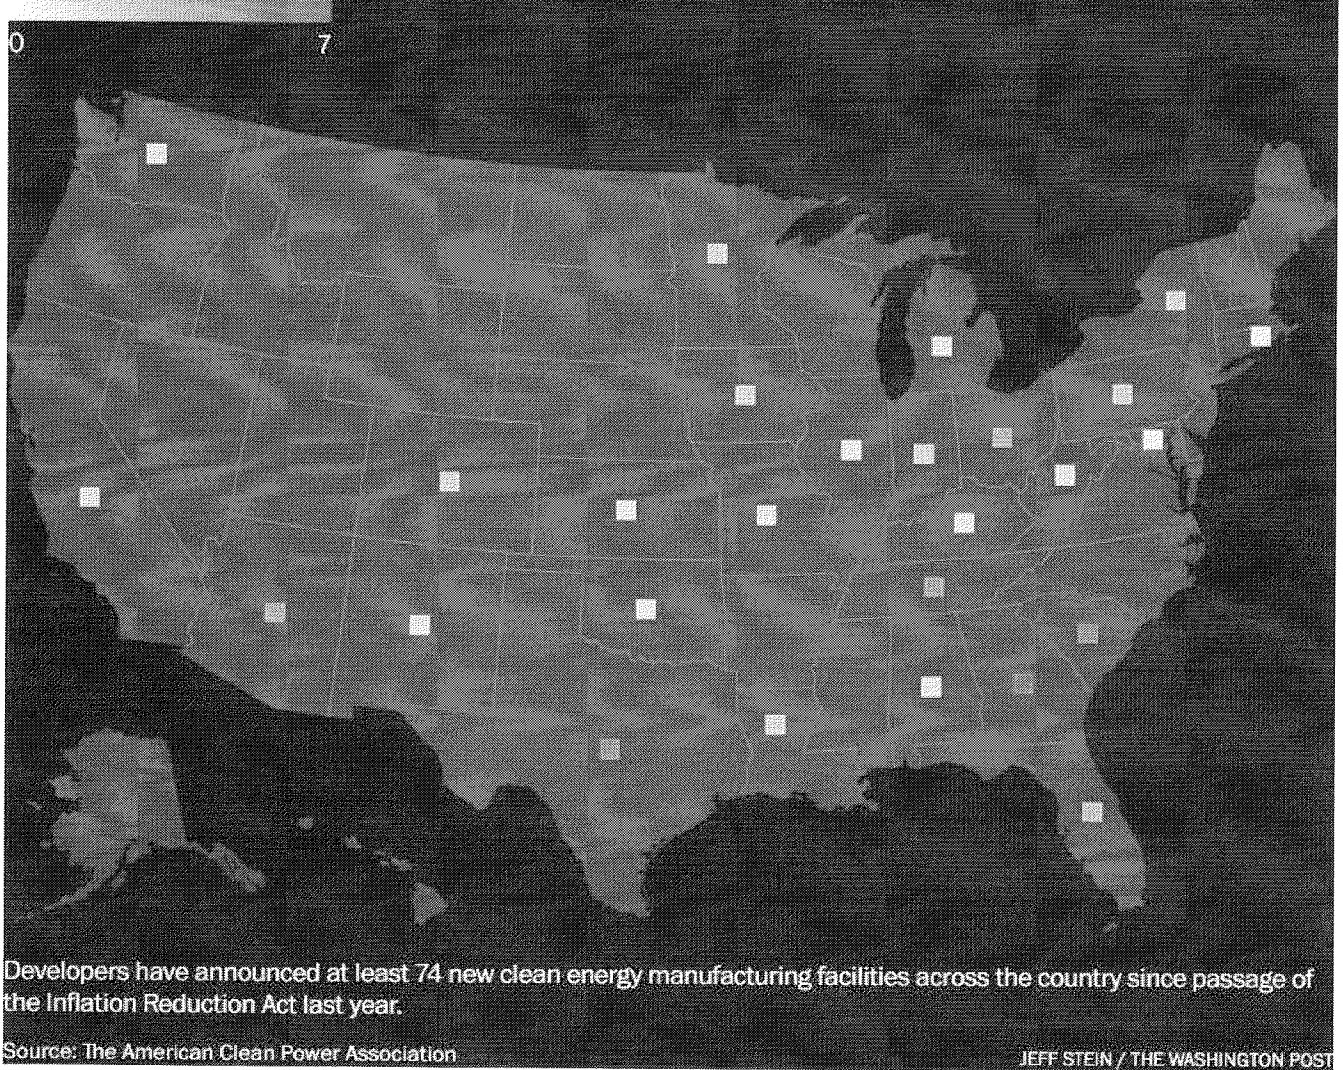 0 7
Developers have announced at least 74 new clean energy manufacturing facilities across the country since passage of
the Inflation Reduction Act last year.
Source: The American Clean Power Association
JEFF STEIN / THE WASHINGTON POST